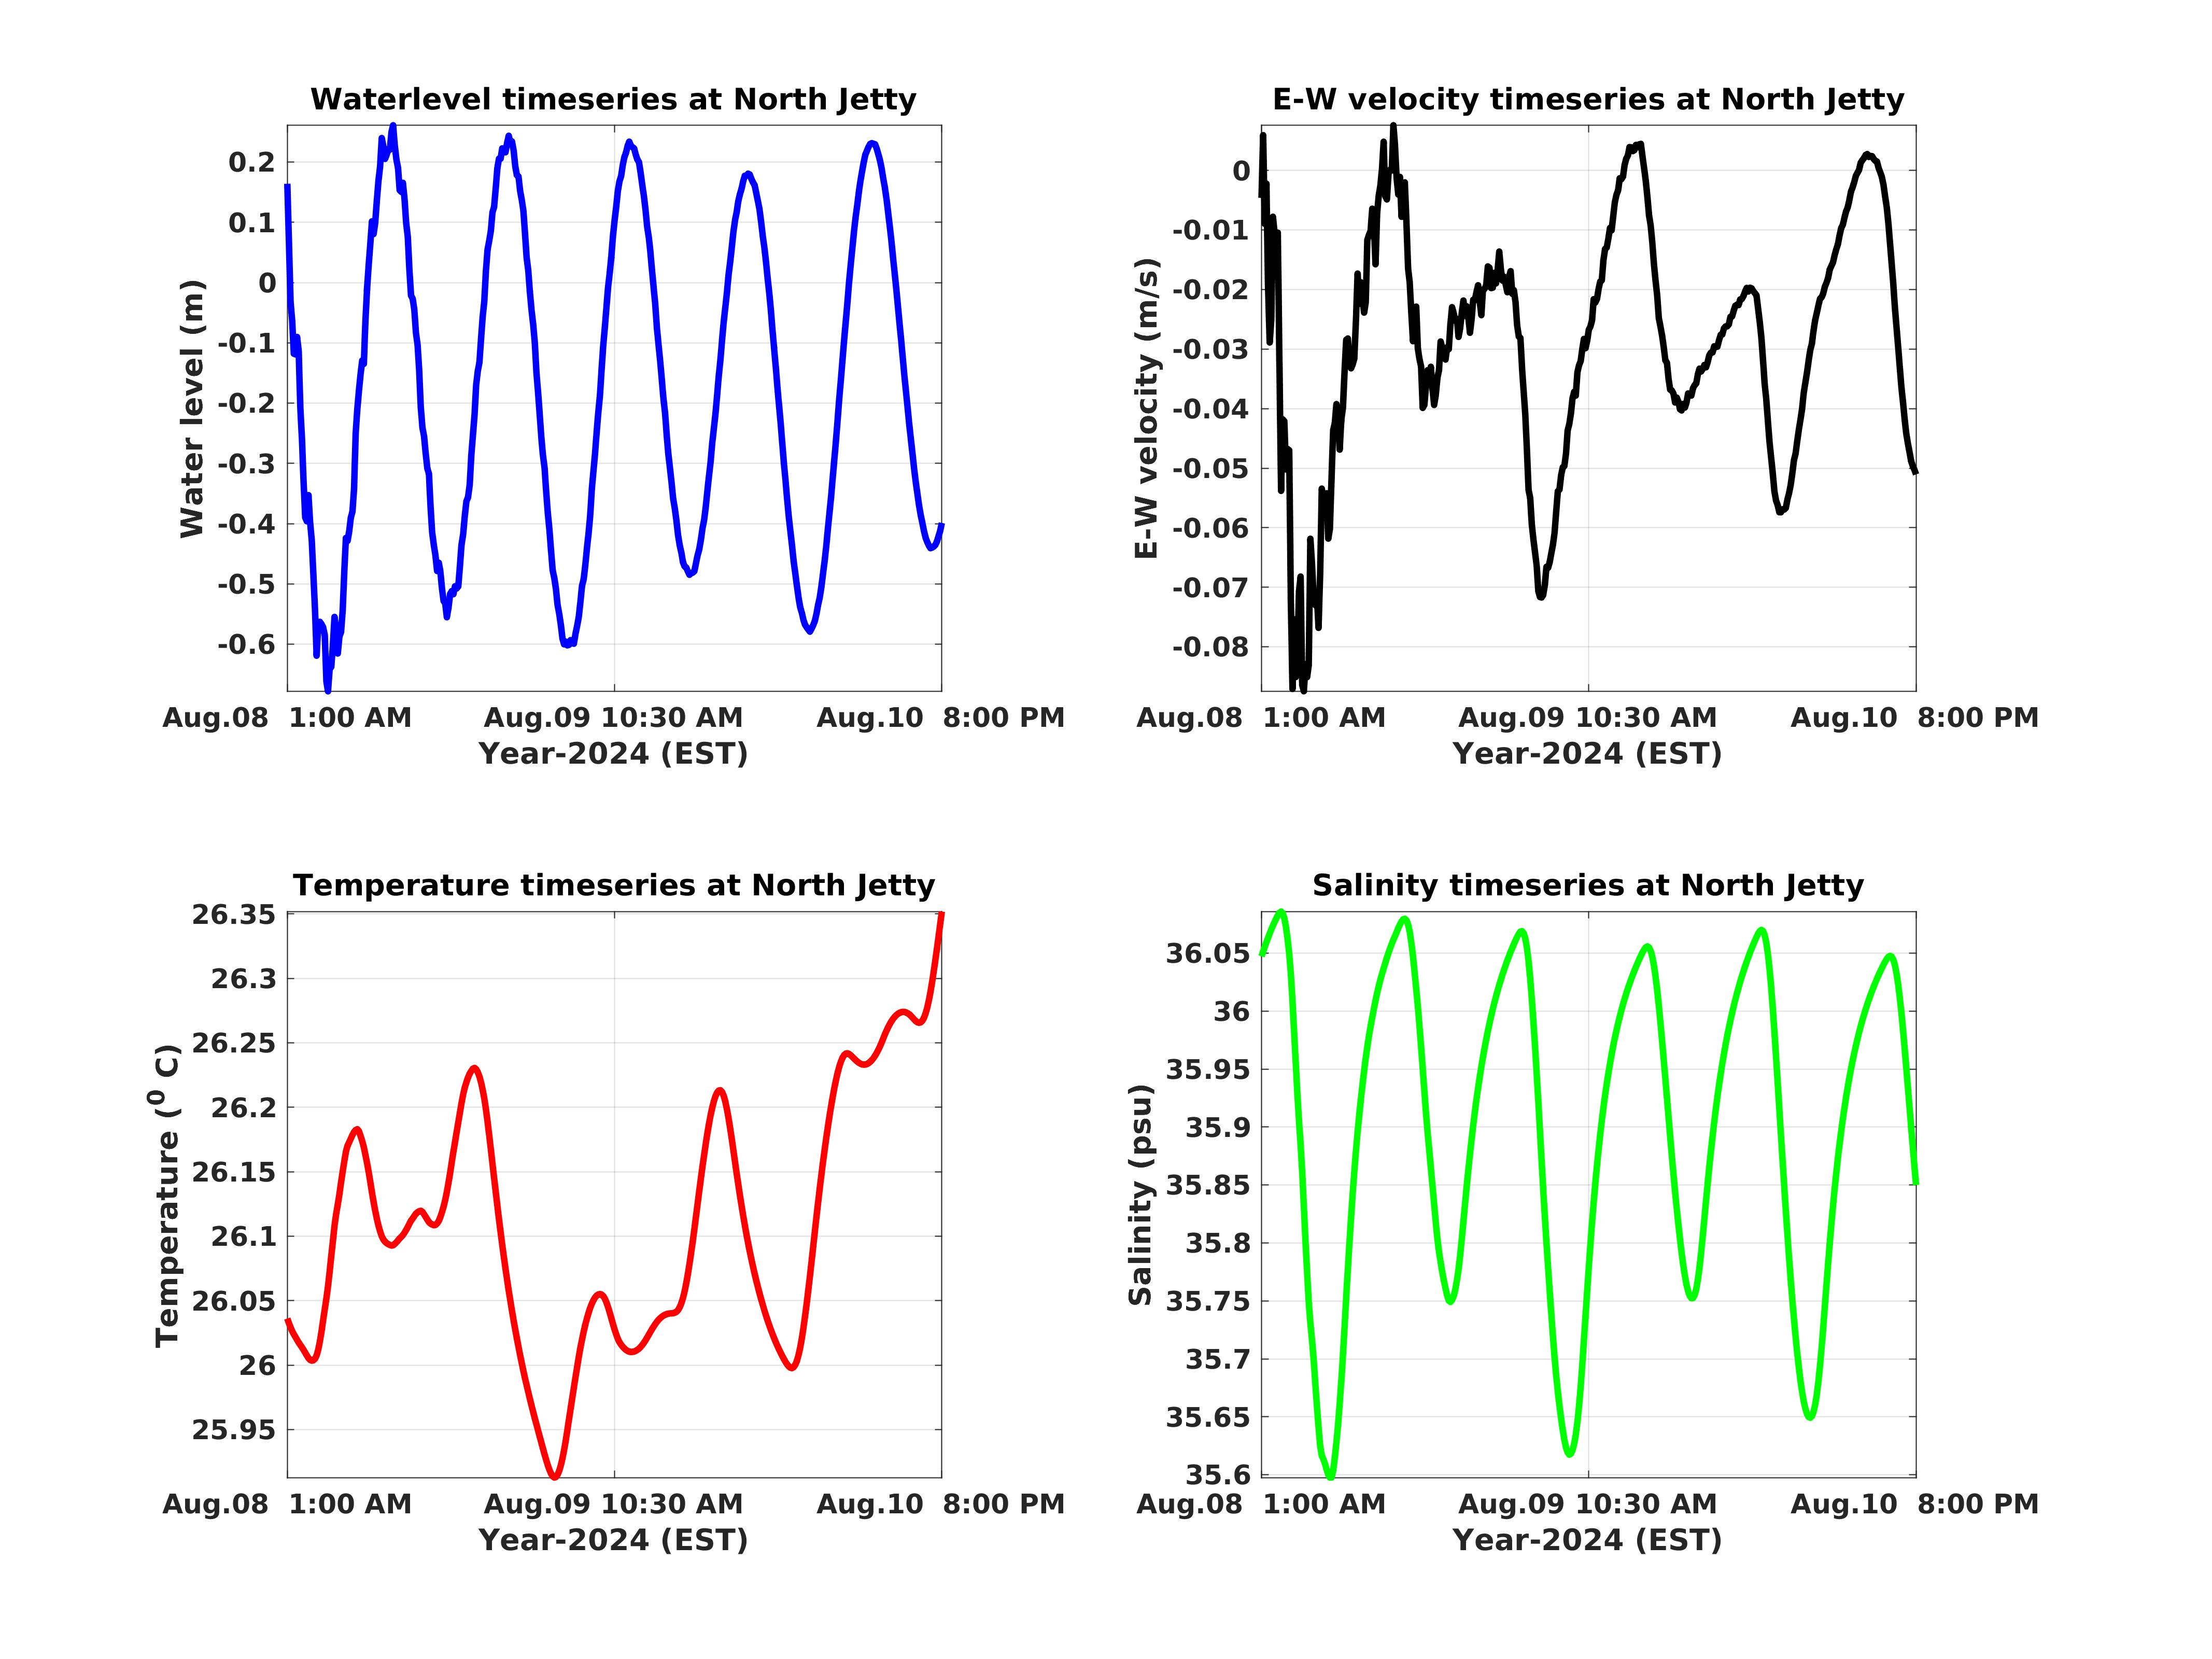 Waterlevel timeseries at North Jetty
Water level (m)
0.2
0.1
0
-0.1
-0.2
-0.3
-0.4
-0.5
-0.6
Aug.08 1:00 AM
Aug.09 10:30 AM
Aug.10 8:00 PM
Year-2024 (EST)
E-W velocity timeseries at North Jetty
E-W velocity (m/s)
0
-0.01
-0.02
-0.03
-0.04
-0.05
-0.06
-0.07
-0.08
Aug.08 1:00 AM
Aug.09 10:30 AM
Aug.10 8:00 PM
Year-2024 (EST)
Temperature timeseries at North Jetty
Temperature (⁰ C)
26.35
26.3
26.25
26.2
26.15
26.1
26.05
26
25.95
Aug.08 1:00 AM
Aug.09 10:30 AM
Aug.10 8:00 PM
Year-2024 (EST)
Salinity timeseries at North Jetty
Salinity (psu)
36.05
36
35.95
35.9
35.85
35.8
35.75
35.7
35.65
35.6
Aug.08 1:00 AM
Aug.09 10:30 AM
Aug.10 8:00 PM
Year-2024 (EST)